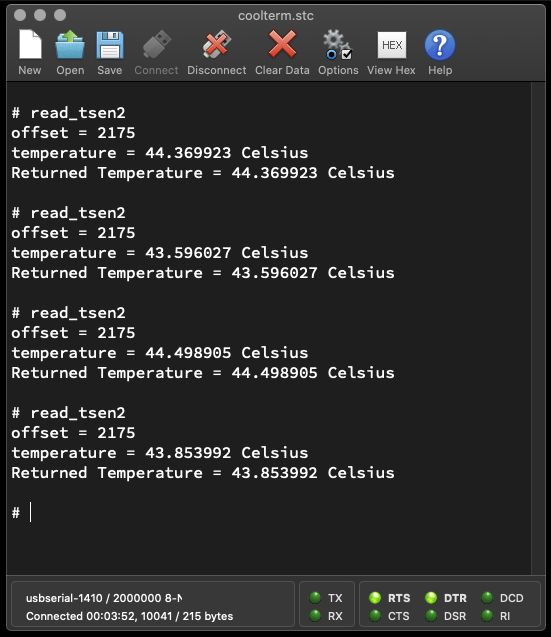 coolterm.stc
New Open Save Connect Disconnect Clear Data Options HEX View Hex ? Help
# read_tsen2
offset = 2175
temperature = 44.369923 Celsius
Returned Temperature = 44.369923 Celsius
# read_tsen2
offset = 2175
temperature = 43.596027 Celsius
Returned Temperature = 43.596027 Celsius
# read_tsen2
offset = 2175
temperature = 44.498905 Celsius
Returned Temperature = 44.498905 Celsius
# read_tsen2
offset = 2175
temperature = 43.853992 Celsius
Returned Temperature = 43.853992 Celsius
#
usbserial-1410 / 2000000 8-N
Connected 00:03:52, 10041 / 215 bytes
TX RTS DTR DCD
RX CTS DSR RI